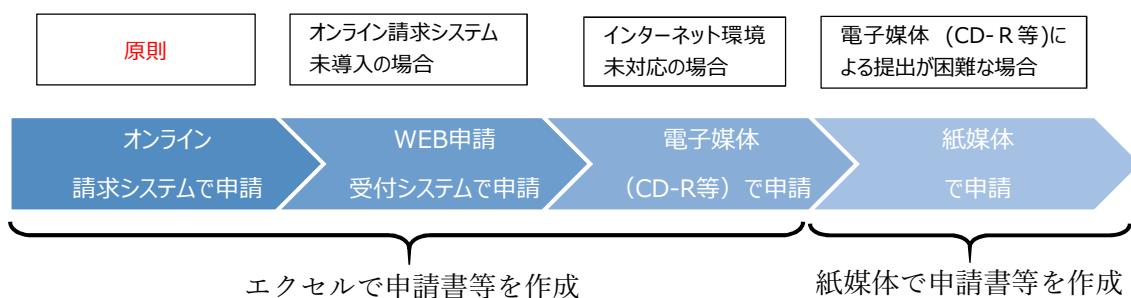 原則
オンライン請求システム
未導入の場合
インターネット環境
未対応の場合
電子媒体 (CD-R等)に
よる提出が困難な場合
オンライン
請求システムで申請
WEB申請
受付システムで申請
電子媒体
（CD-R等）で申請
紙媒体
で申請
エクセルで申請書等を作成
紙媒体で申請書等を作成